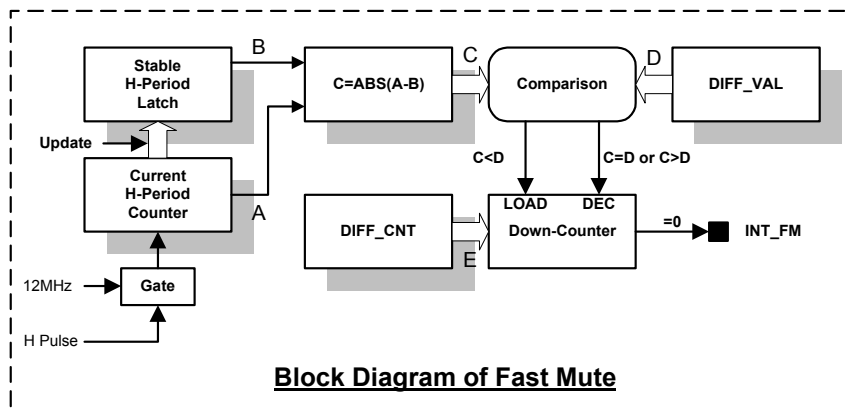 B
Stable
H-Period
Latch
C=ABS(A-B)
C
Comparison
D
DIFF_VAL
Update
C<D
C=D or C>D
Current
H-Period
Counter
A
DIFF_CNT
E
LOAD
DEC
Down-Counter
=0
INT_FM
12MHz
Gate
H Pulse
Block Diagram of Fast Mute